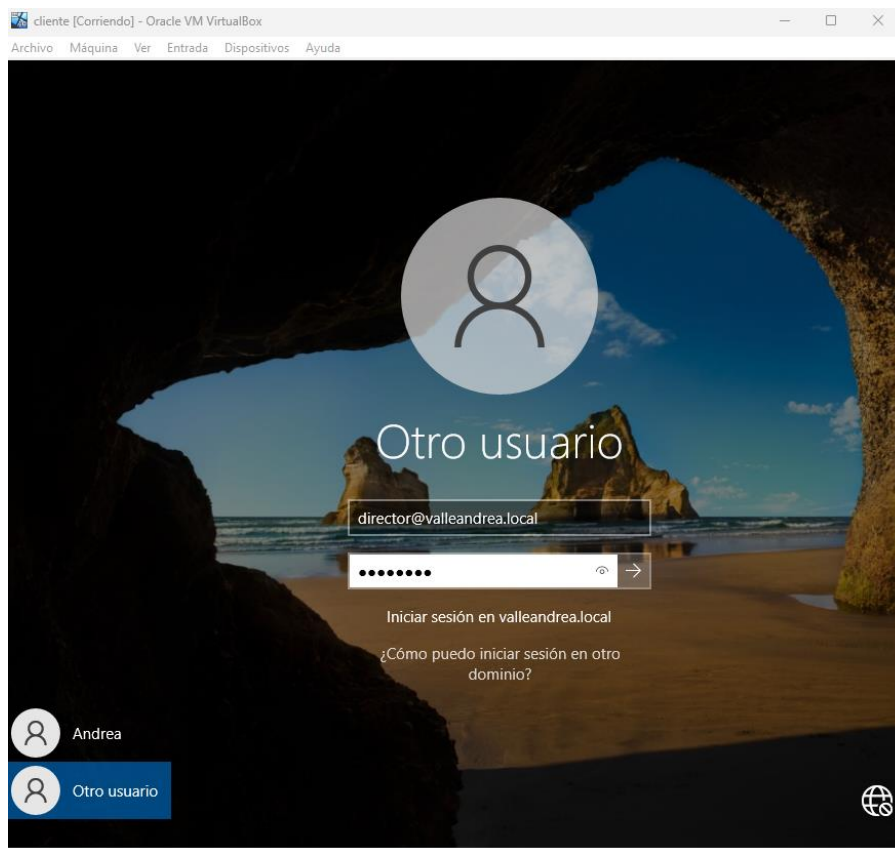 cliente [Corriendo] - Oracle VM VirtualBox
Archivo Máquina Ver Entrada Dispositivos Ayuda
Otro usuario
director@valleandrea.local
••••••••
Iniciar sesión en valleandrea.local
¿Cómo puedo iniciar sesión en otro
dominio?
Andrea
Otro usuario